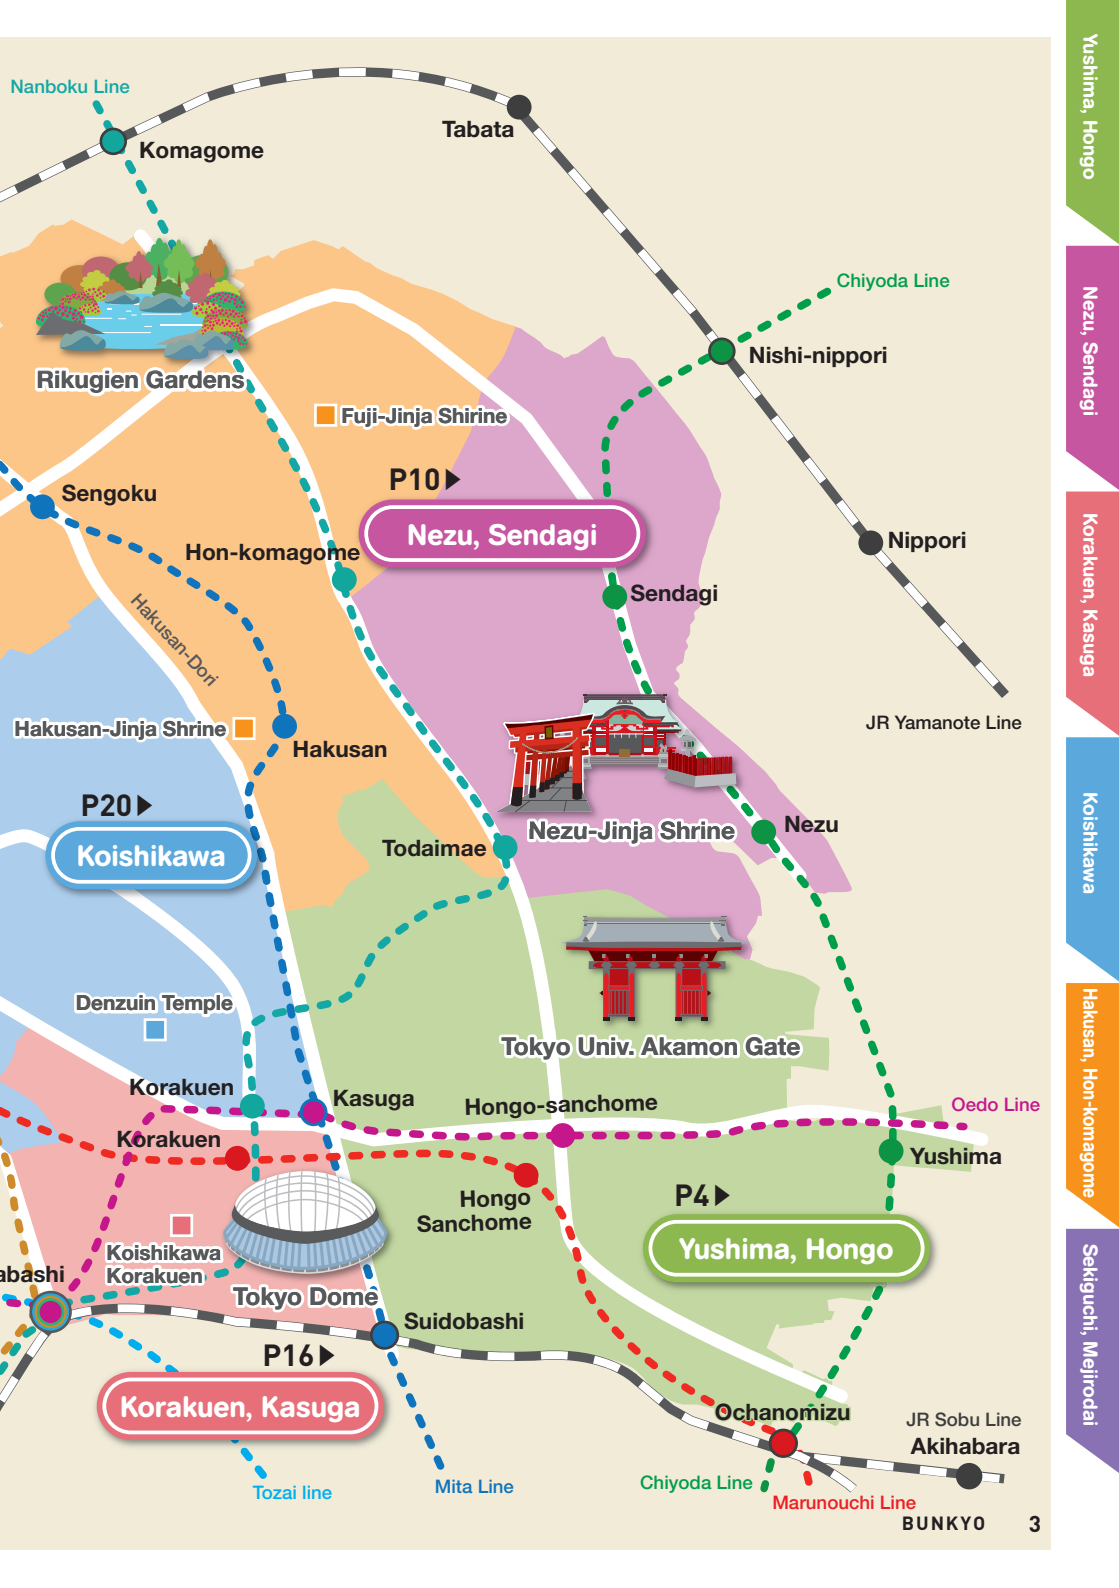 Nanboku Line
Komagome
Tabata
Chiyoda Line
Nishi-nippori
Rikugien Gardens
Fuji-Jinja Shirine
P10
Sengoku
Nezu, Sendagi
Hon-komagome
Nippori
Sendagi
Hakusan-Dori
JR Yamanote Line
Hakusan-Jinja Shrine
Hakusan
P20
Koishikawa
Nezu-Jinja Shrine
Nezu
Todaimae
Denzuin Temple
Tokyo Univ. Akamon Gate
Korakuen
Kasuga
Hongo-sanchome
Oedo Line
Korakuen
Yushima
Hongo
Sanchome
P4
Koishikawa
Korakuen
Yushima, Hongo
abashi
Tokyo Dome
Suidobashi
P16
Korakuen, Kasuga
Ochanomizu
JR Sobu Line
Akihabara
Tozai line
Mita Line
Chiyoda Line
Marunouchi Line
BUNKYO 3
Yushima, Hongo
Nezu, Sendagi
Korakuen, Kasuga
Koishikawa
Hakusan, Hon-komagome
Sekiguchi, Mejirodai